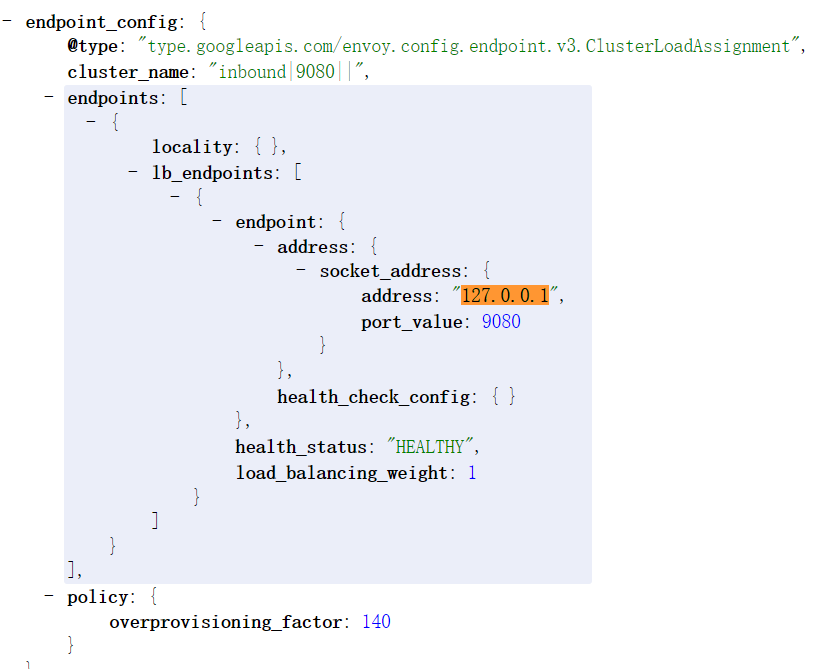 − endpoint_config: {
@type: "type.googleapis.com/envoy.config.endpoint.v3.ClusterLoadAssignment",
cluster_name: "inbound|9080||",
− endpoints: [
− {
locality: { },
− lb_endpoints: [
− {
− endpoint: {
− address: {
− socket_address: {
address: "127.0.0.1",
port_value: 9080
}
},
health_check_config: { }
},
health_status: "HEALTHY",
load_balancing_weight: 1
}
]
}
],
− policy: {
overprovisioning_factor: 140
}